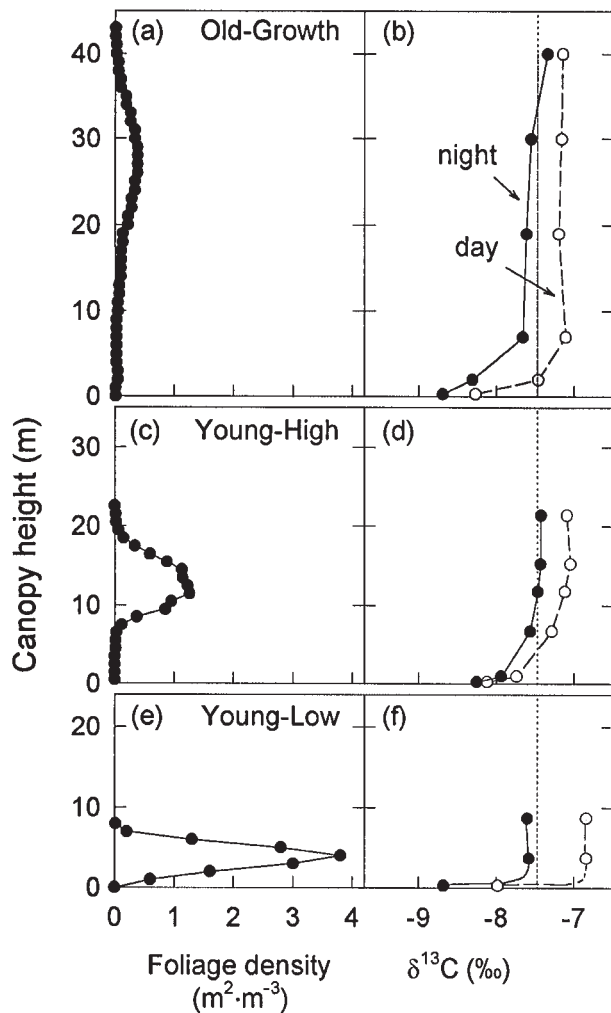 (a) Old-Growth (b)
40
30
20
10
0
night
day
(c) Young-High (d)
30
20
10
0
Canopy height (m)
(e) Young-Low (f)
20
10
0
0 1 2 3 4 -9 -8 -7
Foliage density
(m²·m⁻³)
δ¹³C (‰)